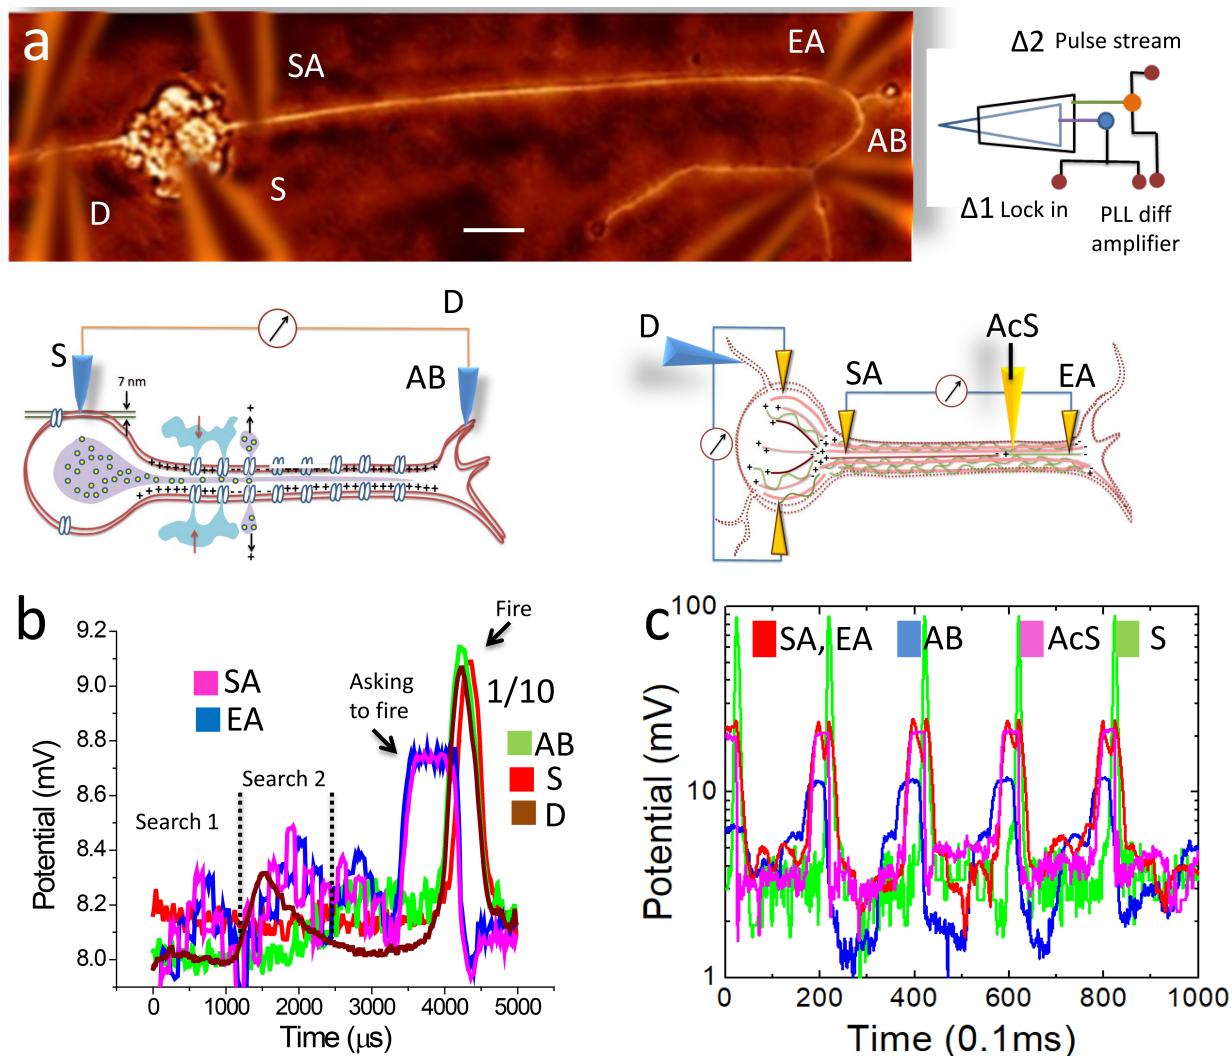 a
SA
EA
AB
D
S
Δ2 Pulse stream
Δ1 Lock in
PLL diff
amplifier
D
S
AB
7 nm
D
AcS
SA
EA
b
Fire
SA
EA
Asking
to fire
1/10
AB
S
D
Search 1
Search 2
Potential (mV)
9.2
9.0
8.8
8.6
8.4
8.2
8.0
0
1000
2000
3000
4000
5000
Time (μs)
c
SA, EA
AB
AcS
S
Potential (mV)
100
10
1
0
200
400
600
800
1000
Time (0.1ms)